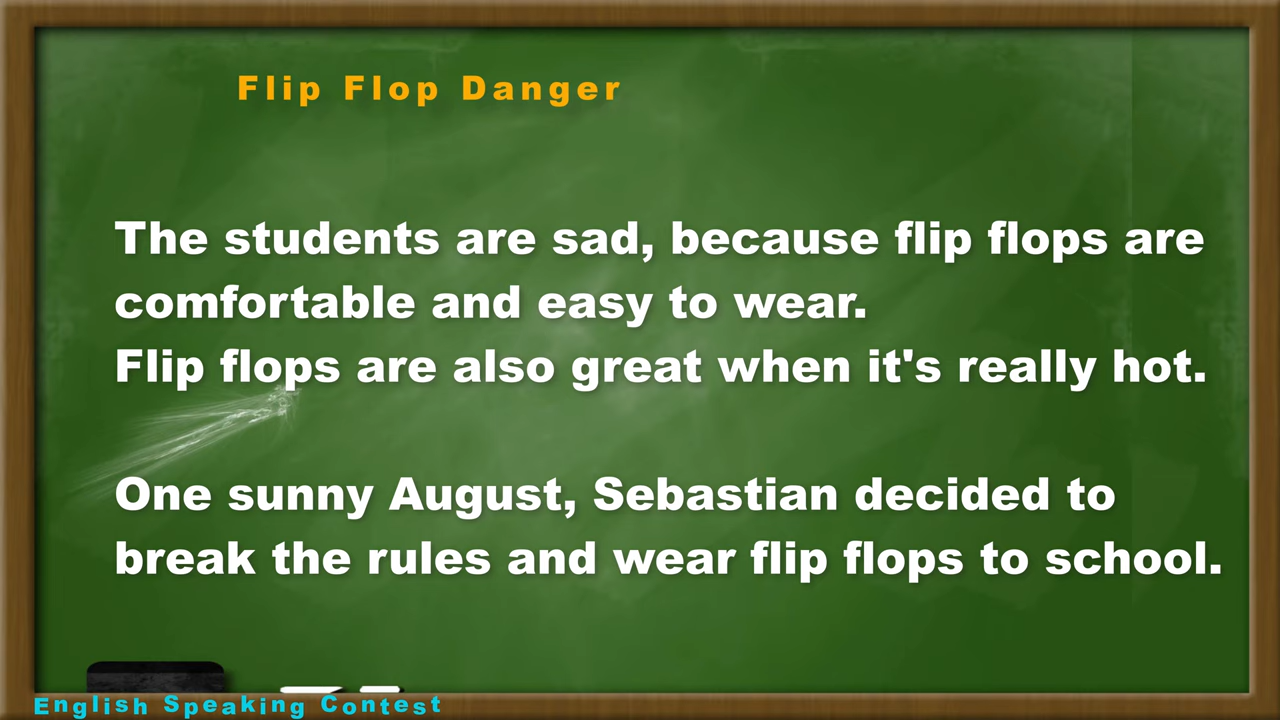 Flip Flop Danger
The students are sad, because flip flops are
comfortable and easy to wear.
Flip flops are also great when it's really hot.
One sunny August, Sebastian decided to
break the rules and wear flip flops to school.
English Speaking Contest